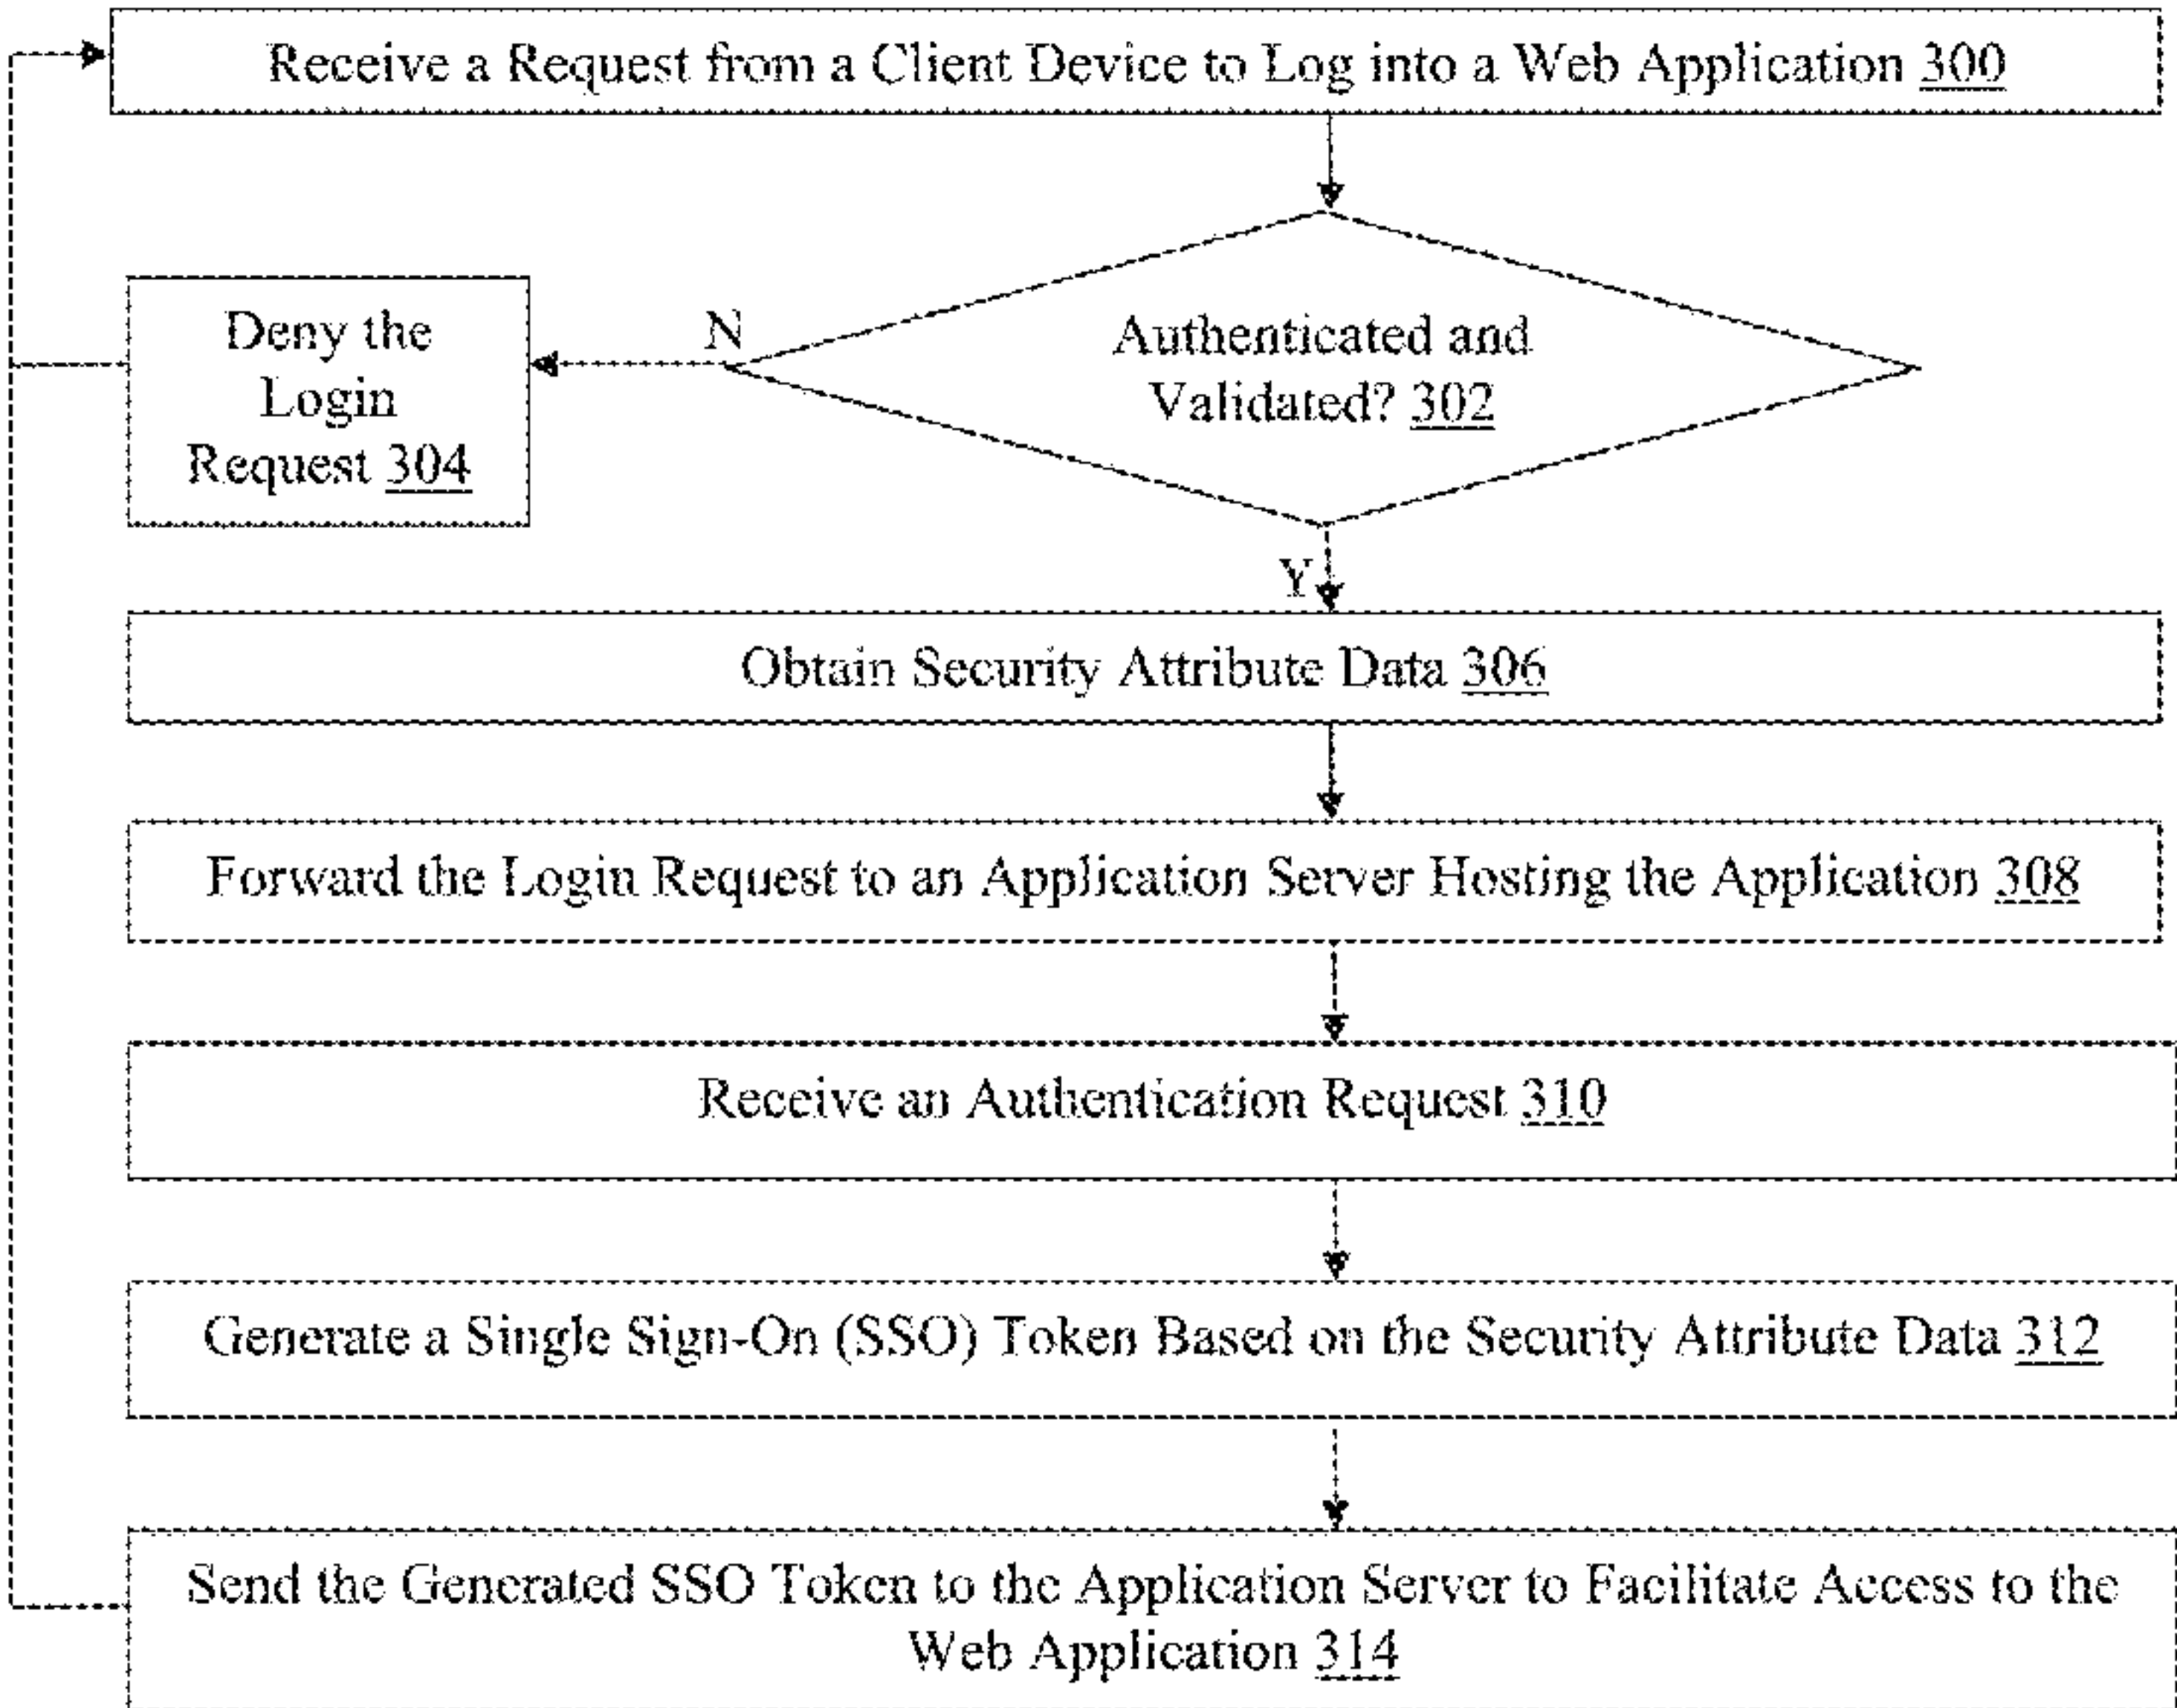 Receive a Request from a Client Device to Log into a Web Application 300
N
Authenticated and
Validated? 302
Deny the
Login
Request 304
Y
Obtain Security Attribute Data 306
Forward the Login Request to an Application Server Hosting the Application 308
Receive an Authentication Request 310
Generate a Single Sign-On (SSO) Token Based on the Security Attribute Data 312
Send the Generated SSO Token to the Application Server to Facilitate Access to the
Web Application 314